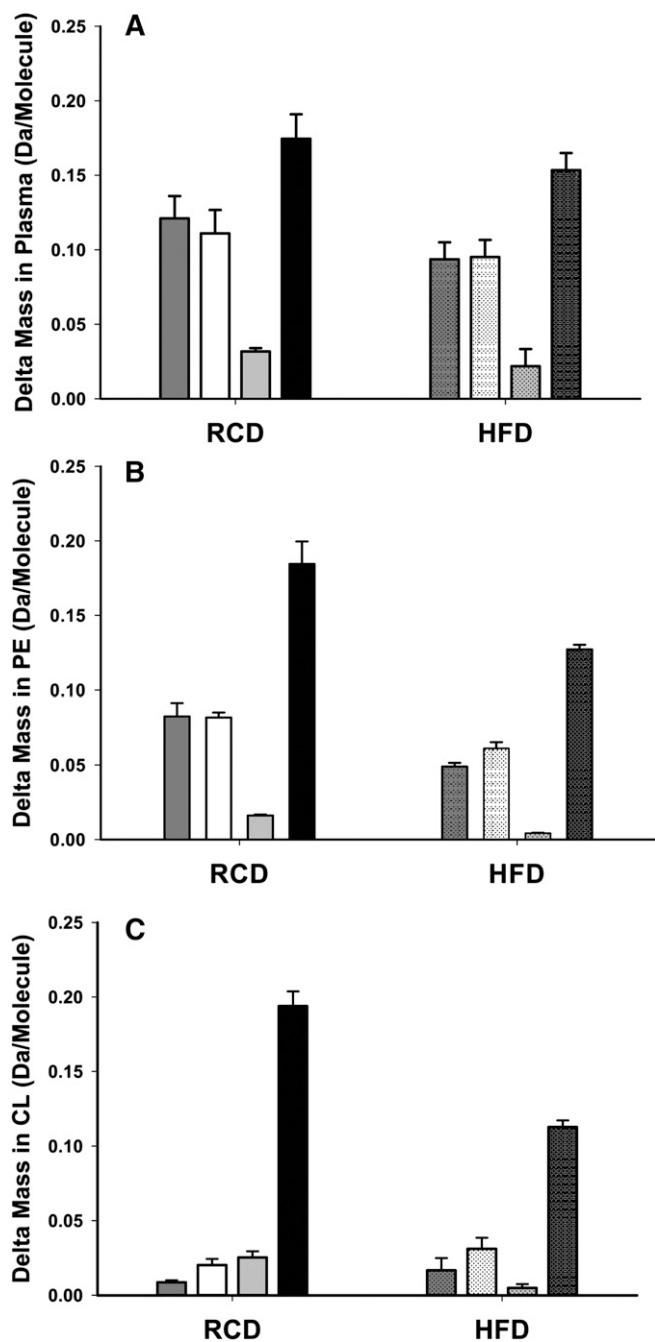 A
Delta Mass in Plasma (Da/Molecule)
0.25
0.20
0.15
0.10
0.05
0.00
RCD HFD
B
Delta Mass in PE (Da/Molecule)
0.25
0.20
0.15
0.10
0.05
0.00
RCD HFD
C
Delta Mass in CL (Da/Molecule)
0.25
0.20
0.15
0.10
0.05
0.00
RCD HFD